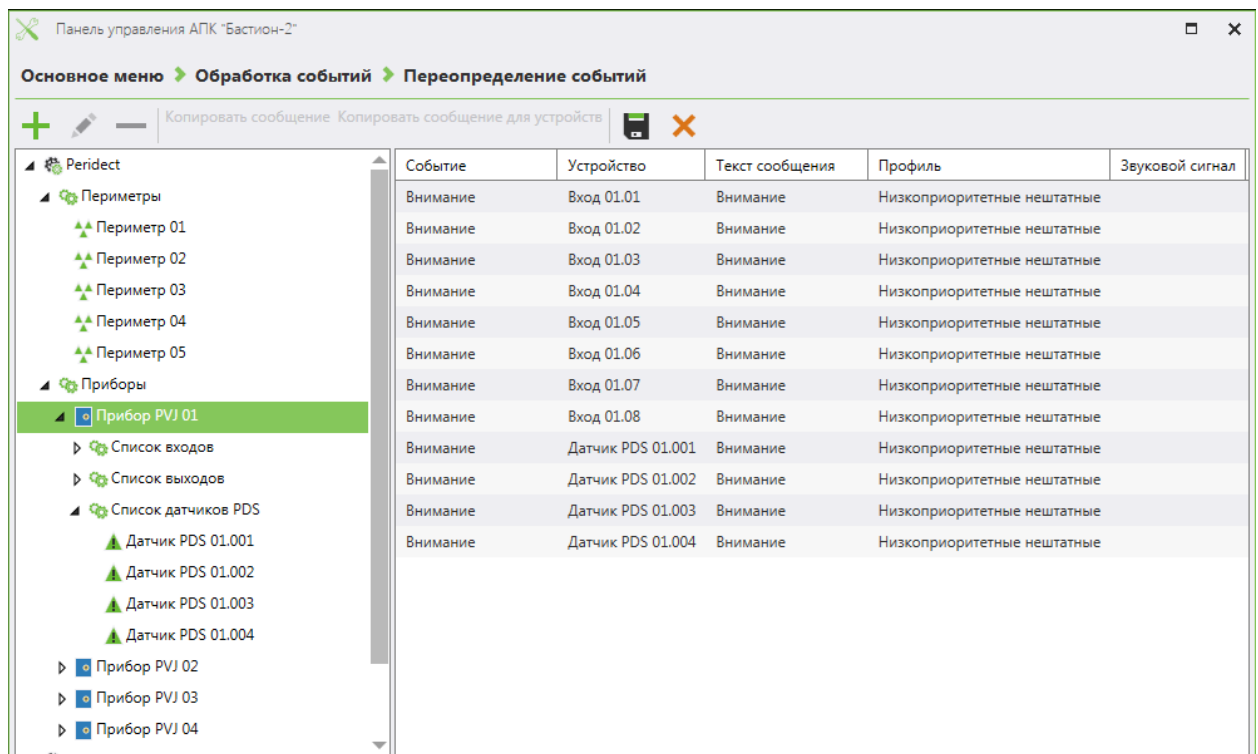 Панель управления АПК "Бастион-2"
Основное меню Обработка событий Переопределение событий
Копировать сообщение Копировать сообщение для устройств
Peridect
Периметры
Периметр 01
Периметр 02
Периметр 03
Периметр 04
Периметр 05
Приборы
Прибор PVJ 01
Список входов
Список выходов
Список датчиков PDS
Датчик PDS 01.001
Датчик PDS 01.002
Датчик PDS 01.003
Датчик PDS 01.004
Прибор PVJ 02
Прибор PVJ 03
Прибор PVJ 04
Событие Устройство Текст сообщения Профиль Звуковой сигнал
Внимание Вход 01.01 Внимание Низкоприоритетные нештатные
Внимание Вход 01.02 Внимание Низкоприоритетные нештатные
Внимание Вход 01.03 Внимание Низкоприоритетные нештатные
Внимание Вход 01.04 Внимание Низкоприоритетные нештатные
Внимание Вход 01.05 Внимание Низкоприоритетные нештатные
Внимание Вход 01.06 Внимание Низкоприоритетные нештатные
Внимание Вход 01.07 Внимание Низкоприоритетные нештатные
Внимание Вход 01.08 Внимание Низкоприоритетные нештатные
Внимание Датчик PDS 01.001 Внимание Низкоприоритетные нештатные
Внимание Датчик PDS 01.002 Внимание Низкоприоритетные нештатные
Внимание Датчик PDS 01.003 Внимание Низкоприоритетные нештатные
Внимание Датчик PDS 01.004 Внимание Низкоприоритетные нештатные